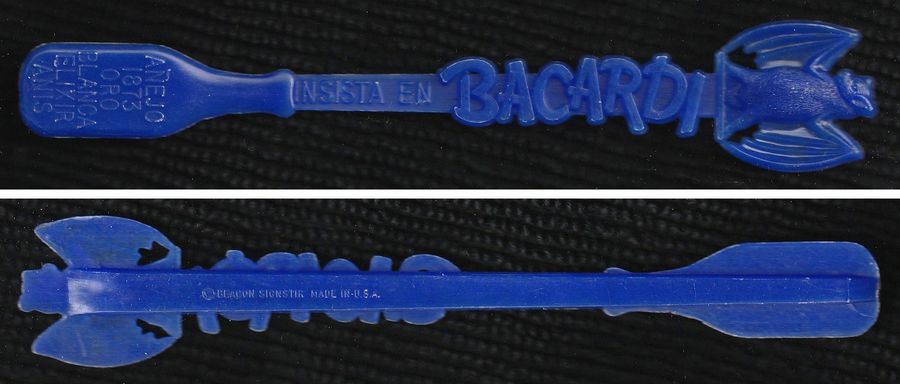 AÑEJO
1873
ORO
BLANCA
ELIXIR
ANIS
INSISTA EN
BACARDI
© BEACON SIGNSTIR MADE IN U.S.A.